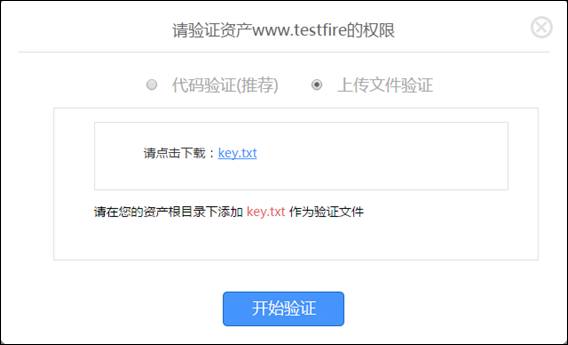 请验证资产www.testfire的权限
代码验证(推荐) 上传文件验证
请点击下载：key.txt
请在您的资产根目录下添加 key.txt 作为验证文件
开始验证